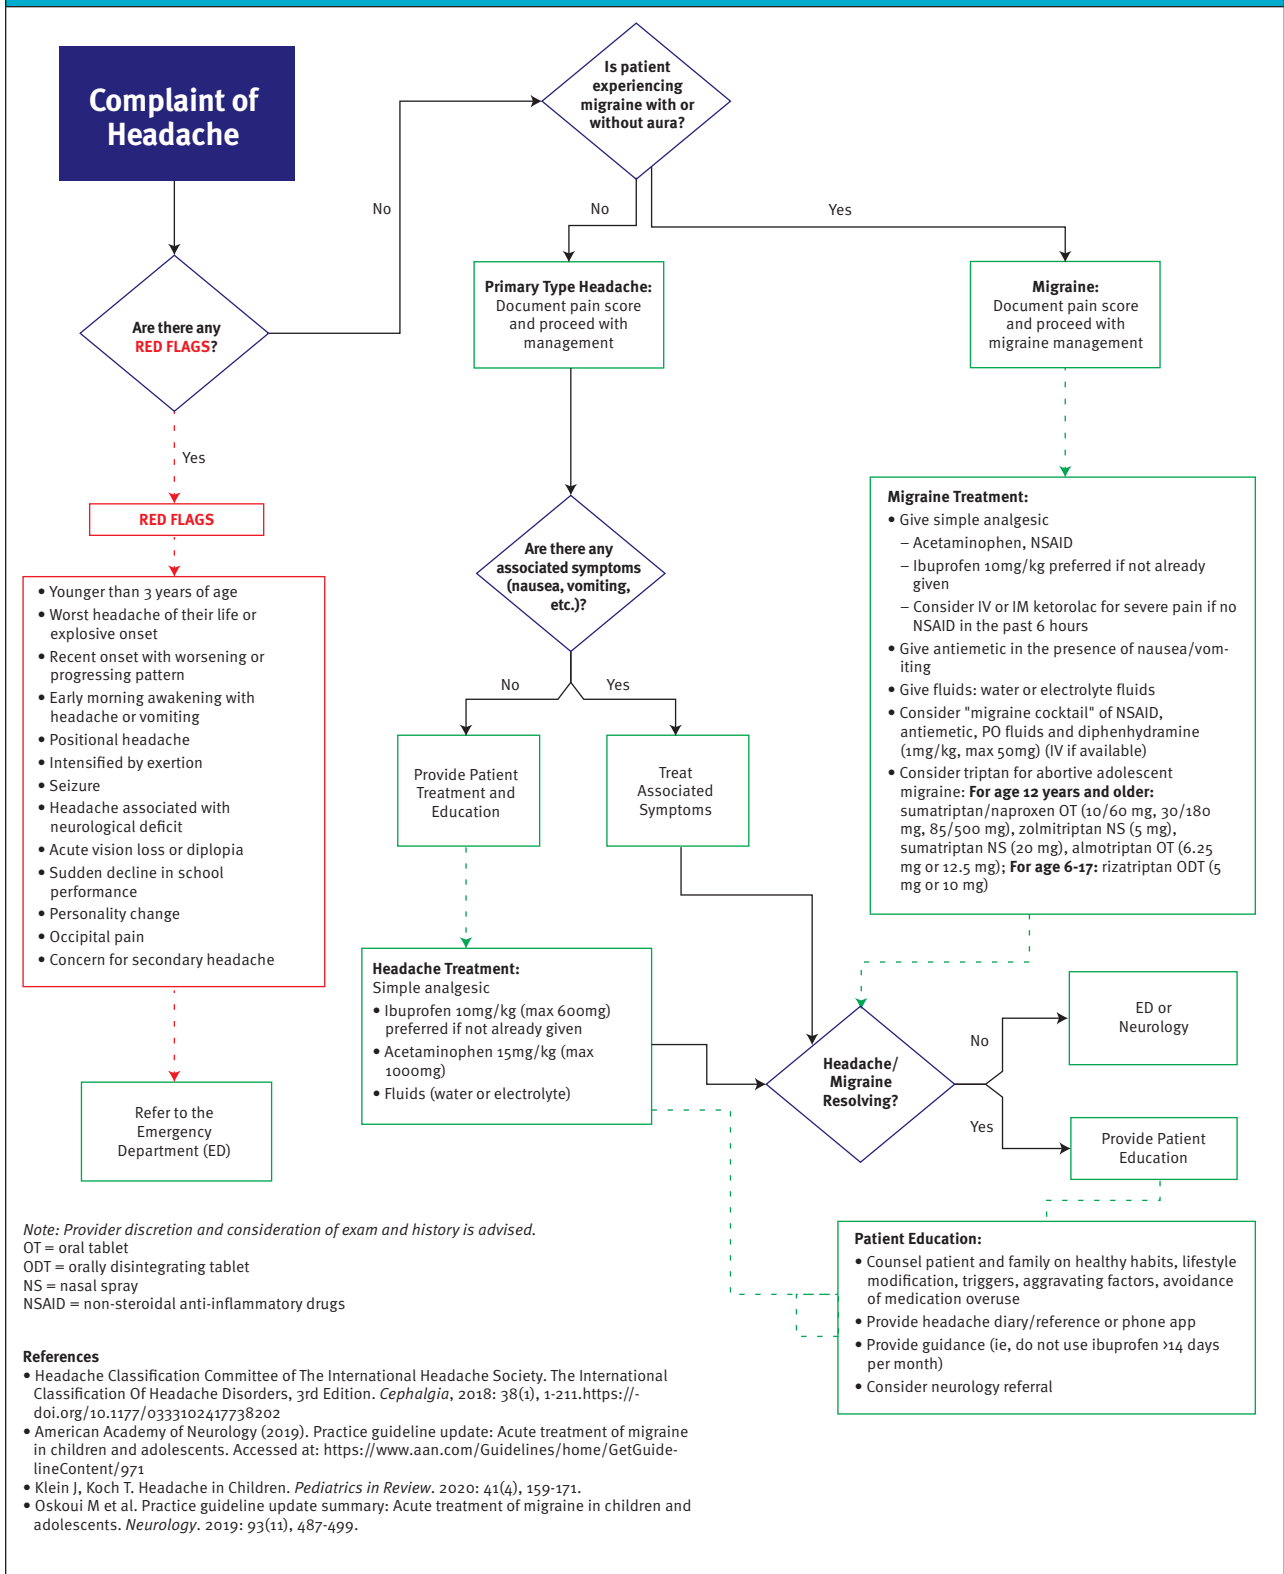 Complaint of
Headache
Is patient
experiencing
migraine with or
without aura?
No
No
Yes
Are there any
RED FLAGS?
Primary Type Headache:
Document pain score
and proceed with
management
Migraine:
Document pain score
and proceed with
migraine management
Yes
RED FLAGS
• Younger than 3 years of age
• Worst headache of their life or
explosive onset
• Recent onset with worsening or
progressing pattern
• Early morning awakening with
headache or vomiting
• Positional headache
• Intensified by exertion
• Seizure
• Headache associated with
neurological deficit
• Acute vision loss or diplopia
• Sudden decline in school
performance
• Personality change
• Occipital pain
• Concern for secondary headache
Refer to the
Emergency
Department (ED)
Are there any
associated symptoms
(nausea, vomiting,
etc.)?
No
Yes
Provide Patient
Treatment and
Education
Treat
Associated
Symptoms
Migraine Treatment:
• Give simple analgesic
– Acetaminophen, NSAID
– Ibuprofen 10mg/kg preferred if not already
given
– Consider IV or IM ketorolac for severe pain if no
NSAID in the past 6 hours
• Give antiemetic in the presence of nausea/vom-
iting
• Give fluids: water or electrolyte fluids
• Consider "migraine cocktail" of NSAID,
antiemetic, PO fluids and diphenhydramine
(1mg/kg, max 50mg) (IV if available)
• Consider triptan for abortive adolescent
migraine: For age 12 years and older:
sumatriptan/naproxen OT (10/60 mg, 30/180
mg, 85/500 mg), zolmitriptan NS (5 mg),
sumatriptan NS (20 mg), almotriptan OT (6.25
mg or 12.5 mg); For age 6-17: rizatriptan ODT (5
mg or 10 mg)
Headache Treatment:
Simple analgesic
• Ibuprofen 10mg/kg (max 600mg)
preferred if not already given
• Acetaminophen 15mg/kg (max
1000mg)
• Fluids (water or electrolyte)
Headache/
Migraine
Resolving?
No
Yes
ED or
Neurology
Provide Patient
Education
Patient Education:
• Counsel patient and family on healthy habits, lifestyle
modification, triggers, aggravating factors, avoidance
of medication overuse
• Provide headache diary/reference or phone app
• Provide guidance (ie, do not use ibuprofen >14 days
per month)
• Consider neurology referral
Note: Provider discretion and consideration of exam and history is advised.
OT = oral tablet
ODT = orally disintegrating tablet
NS = nasal spray
NSAID = non-steroidal anti-inflammatory drugs
References
• Headache Classification Committee of The International Headache Society. The International
Classification Of Headache Disorders, 3rd Edition. Cephalgia, 2018: 38(1), 1-211.https://-
doi.org/10.1177/0333102417738202
• American Academy of Neurology (2019). Practice guideline update: Acute treatment of migraine
in children and adolescents. Accessed at: https://www.aan.com/Guidelines/home/GetGuide-
lineContent/971
• Klein J, Koch T. Headache in Children. Pediatrics in Review. 2020: 41(4), 159-171.
• Oskoui M et al. Practice guideline update summary: Acute treatment of migraine in children and
adolescents. Neurology. 2019: 93(11), 487-499.